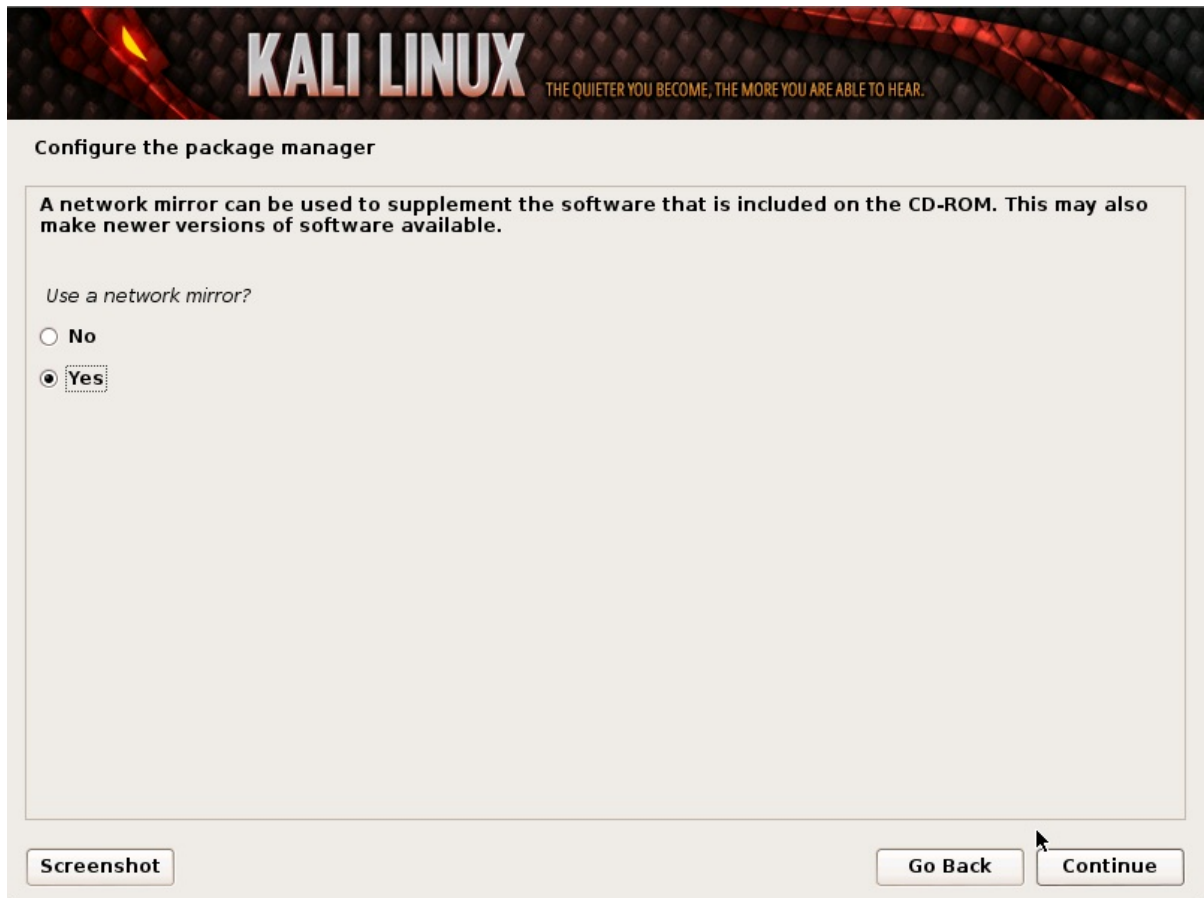 KALI LINUX
THE QUIETER YOU BECOME, THE MORE YOU ARE ABLE TO HEAR.
Configure the package manager
A network mirror can be used to supplement the software that is included on the CD-ROM. This may also
make newer versions of software available.
Use a network mirror?
No
Yes
Screenshot
Go Back
Continue